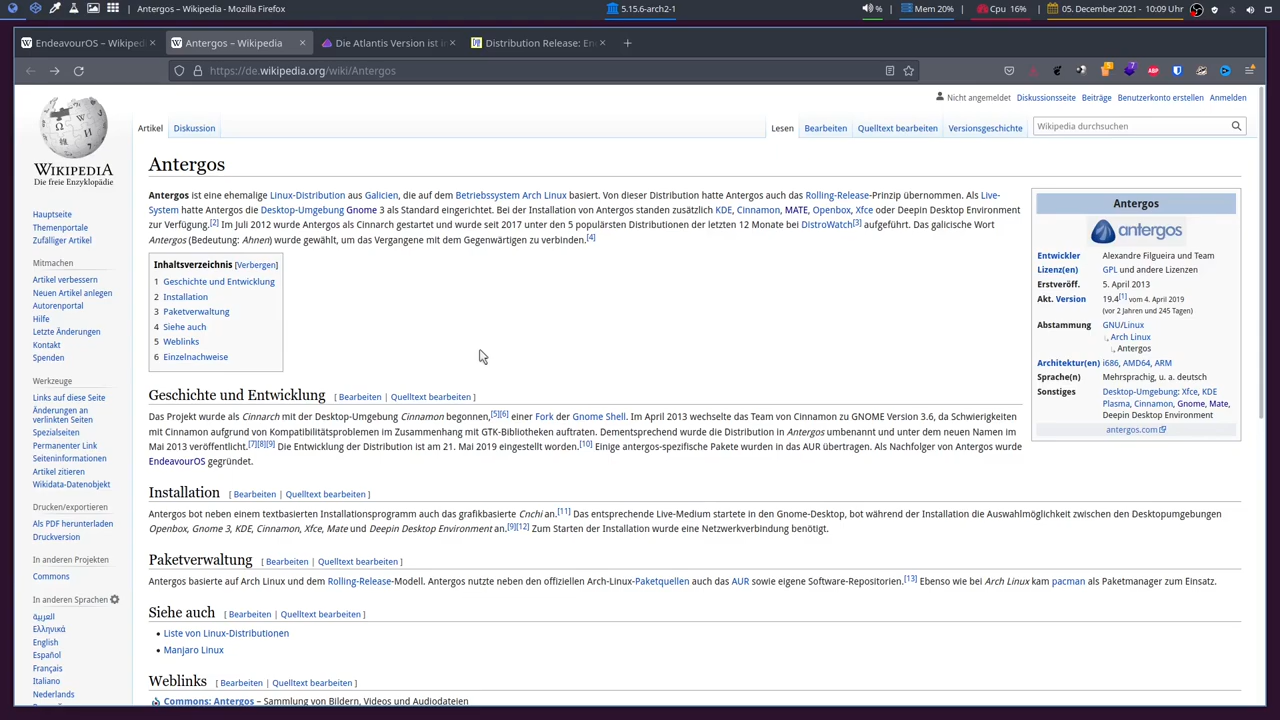 Antergos – Wikipedia – Mozilla Firefox
5.15.6-arch2-1
%
Mem 20%
Cpu 16%
05. December 2021 - 10:09 Uhr
EndeavourOS – Wikiped
Antergos – Wikipedia
Die Atlantis Version ist i
Distribution Release: En
https://de.wikipedia.org/wiki/Antergos
Nicht angemeldet Diskussionsseite Beiträge Benutzerkonto erstellen Anmelden
Artikel Diskussion
Lesen Bearbeiten Quelltext bearbeiten Versionsgeschichte
Wikipedia durchsuchen
WIKIPEDIA
Die freie Enzyklopädie
Hauptseite
Themenportale
Zufälliger Artikel
Mitmachen
Artikel verbessern
Neuen Artikel anlegen
Autorenportal
Hilfe
Letzte Änderungen
Kontakt
Spenden
Werkzeuge
Links auf diese Seite
Änderungen an
verlinkten Seiten
Spezialseiten
Permanenter Link
Seiteninformationen
Artikel zitieren
Wikidata-Datenobjekt
Drucken/exportieren
Als PDF herunterladen
Druckversion
In anderen Projekten
Commons
In anderen Sprachen
العربية
Ελληνικά
English
Español
Français
Italiano
Nederlands
Antergos
Antergos ist eine ehemalige Linux-Distribution aus Galicien, die auf dem Betriebssystem Arch Linux basiert. Von dieser Distribution hatte Antergos auch das Rolling-Release-Prinzip übernommen. Als Live-
System hatte Antergos die Desktop-Umgebung Gnome 3 als Standard eingerichtet. Bei der Installation von Antergos standen zusätzlich KDE, Cinnamon, MATE, Openbox, Xfce oder Deepin Desktop Environment
zur Verfügung.[2] Im Juli 2012 wurde Antergos als Cinnarch gestartet und wurde seit 2017 unter den 5 populärsten Distributionen der letzten 12 Monate bei DistroWatch[3] aufgeführt. Das galicische Wort
Antergos (Bedeutung: Ahnen) wurde gewählt, um das Vergangene mit dem Gegenwärtigen zu verbinden.[4]
Inhaltsverzeichnis [Verbergen]
1 Geschichte und Entwicklung
2 Installation
3 Paketverwaltung
4 Siehe auch
5 Weblinks
6 Einzelnachweise
Antergos
antergos
Entwickler Alexandre Filgueira und Team
Lizenz(en) GPL und andere Lizenzen
Erstveröff. 5. April 2013
Akt. Version 19.4[1] vom 4. April 2019
(vor 2 Jahren und 245 Tagen)
Abstammung GNU/Linux
Arch Linux
Antergos
Architektur(en) i686, AMD64, ARM
Sprache(n) Mehrsprachig, u. a. deutsch
Sonstiges Desktop-Umgebung: Xfce, KDE
Plasma, Cinnamon, Gnome, Mate,
Deepin Desktop Environment
antergos.com
Geschichte und Entwicklung [ Bearbeiten | Quelltext bearbeiten ]
Das Projekt wurde als Cinnarch mit der Desktop-Umgebung Cinnamon begonnen,[5][6] einer Fork der Gnome Shell. Im April 2013 wechselte das Team von Cinnamon zu GNOME Version 3.6, da Schwierigkeiten
mit Cinnamon aufgrund von Kompatibilitätsproblemen im Zusammenhang mit GTK-Bibliotheken auftraten. Dementsprechend wurde die Distribution in Antergos umbenannt und unter dem neuen Namen im
Mai 2013 veröffentlicht.[7][8][9] Die Entwicklung der Distribution ist am 21. Mai 2019 eingestellt worden.[10] Einige antergos-spezifische Pakete wurden in das AUR übertragen. Als Nachfolger von Antergos wurde
EndeavourOS gegründet.
Installation [ Bearbeiten | Quelltext bearbeiten ]
Antergos bot neben einem textbasierten Installationsprogramm auch das grafikbasierte Cnchi an.[11] Das entsprechende Live-Medium startete in den Gnome-Desktop, bot während der Installation die Auswahlmöglichkeit zwischen den Desktopumgebungen
Openbox, Gnome 3, KDE, Cinnamon, Xfce, Mate und Deepin Desktop Environment an.[9][12] Zum Starten der Installation wurde eine Netzwerkverbindung benötigt.
Paketverwaltung [ Bearbeiten | Quelltext bearbeiten ]
Antergos basierte auf Arch Linux und dem Rolling-Release-Modell. Antergos nutzte neben den offiziellen Arch-Linux-Paketquellen auch das AUR sowie eigene Software-Repositorien.[13] Ebenso wie bei Arch Linux kam pacman als Paketmanager zum Einsatz.
Siehe auch [ Bearbeiten | Quelltext bearbeiten ]
Liste von Linux-Distributionen
Manjaro Linux
Weblinks [ Bearbeiten | Quelltext bearbeiten ]
Commons: Antergos – Sammlung von Bildern, Videos und Audiodateien